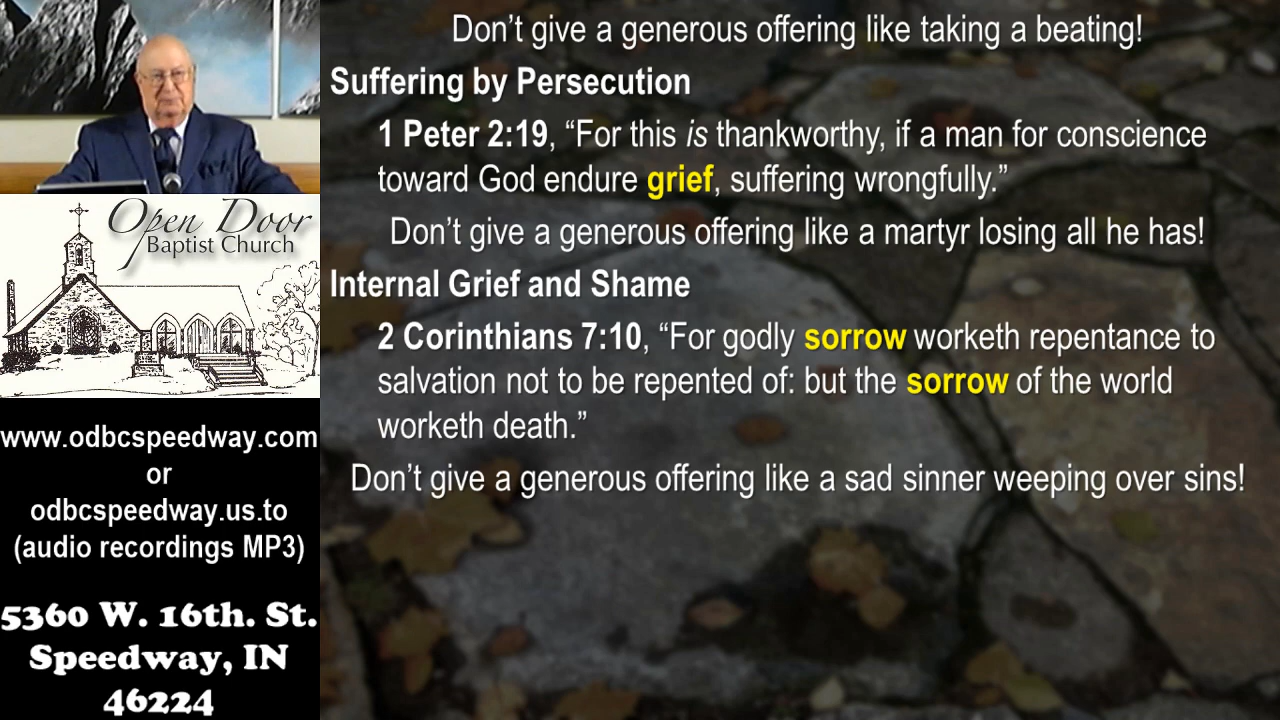 Open Door
Baptist Church
www.odbcspeedway.com
or
odbcspeedway.us.to
(audio recordings MP3)
5360 W. 16th. St.
Speedway, IN
46224
Don’t give a generous offering like taking a beating!
Suffering by Persecution
1 Peter 2:19, “For this is thankworthy, if a man for conscience
toward God endure grief, suffering wrongfully.”
Don’t give a generous offering like a martyr losing all he has!
Internal Grief and Shame
2 Corinthians 7:10, “For godly sorrow worketh repentance to
salvation not to be repented of: but the sorrow of the world
worketh death.”
Don’t give a generous offering like a sad sinner weeping over sins!